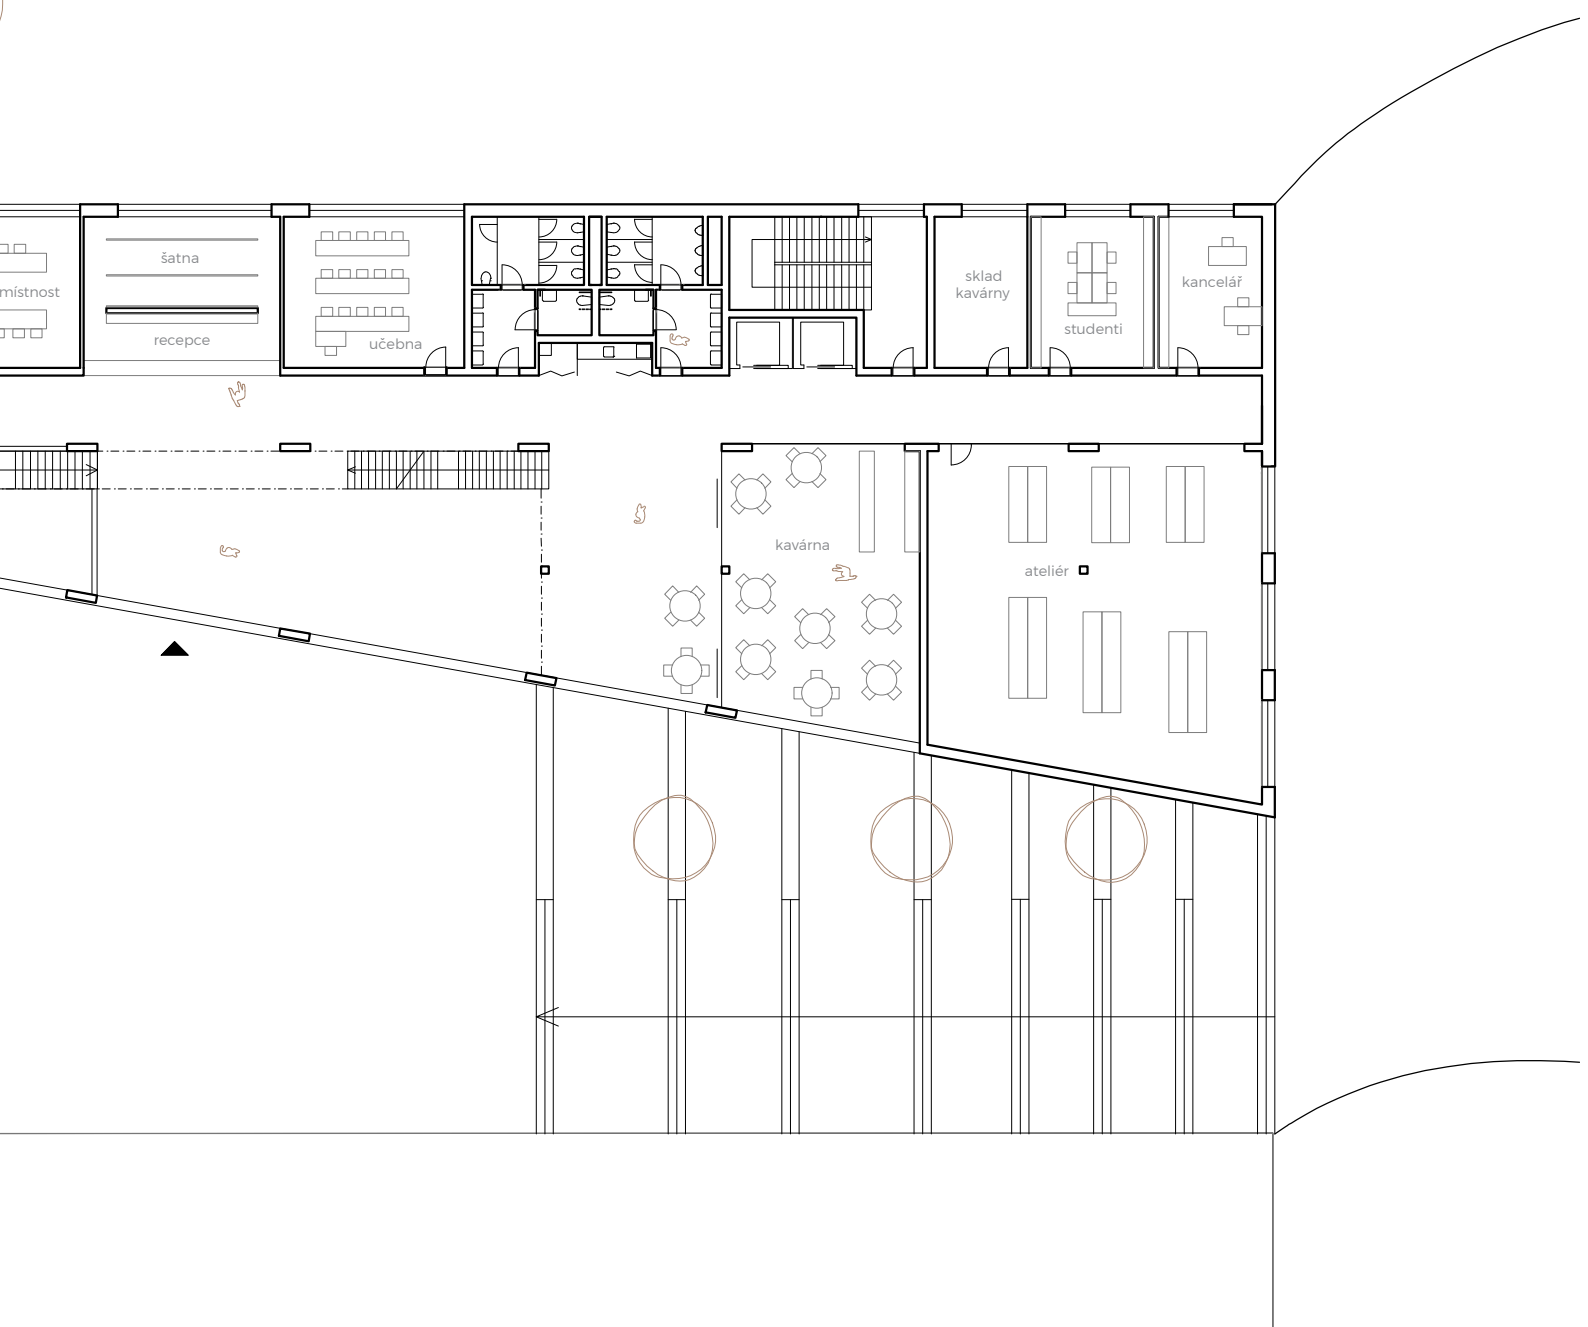 šatna
místnost
recepce
učebna
sklad
kavárny
studenti
kancelář
kavárna
ateliér